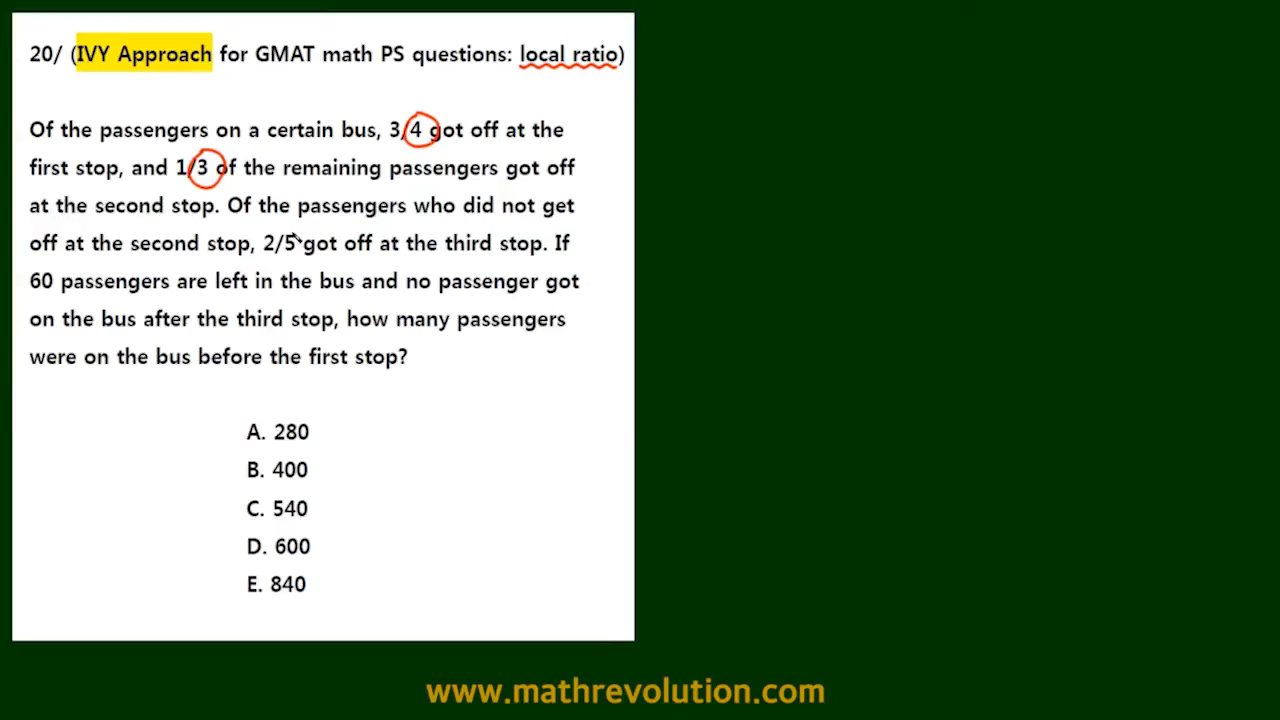 20/ (IVY Approach for GMAT math PS questions: local ratio)
Of the passengers on a certain bus, 3/4 got off at the
first stop, and 1/3 of the remaining passengers got off
at the second stop. Of the passengers who did not get
off at the second stop, 2/5 got off at the third stop. If
60 passengers are left in the bus and no passenger got
on the bus after the third stop, how many passengers
were on the bus before the first stop?
A. 280
B. 400
C. 540
D. 600
E. 840
www.mathrevolution.com